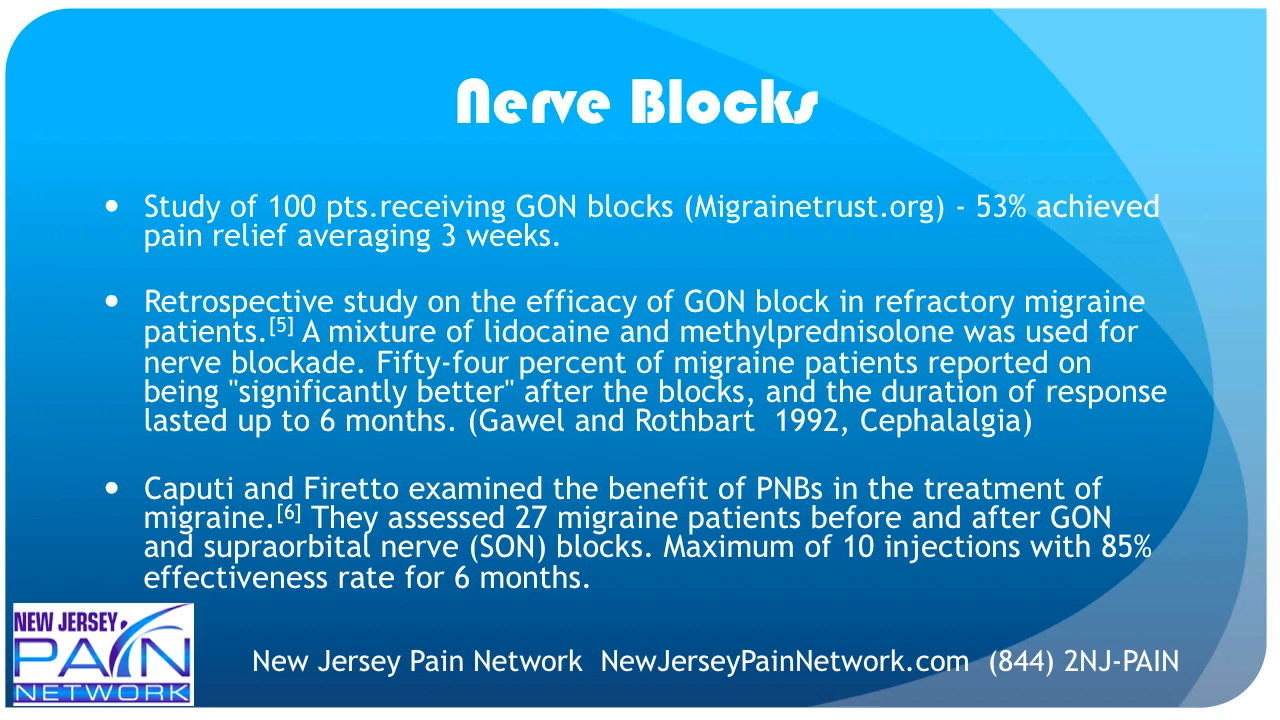 Nerve Blocks
• Study of 100 pts.receiving GON blocks (Migrainetrust.org) - 53% achieved
pain relief averaging 3 weeks.
• Retrospective study on the efficacy of GON block in refractory migraine
patients.[5] A mixture of lidocaine and methylprednisolone was used for
nerve blockade. Fifty-four percent of migraine patients reported on
being "significantly better" after the blocks, and the duration of response
lasted up to 6 months. (Gawel and Rothbart  1992, Cephalalgia)
• Caputi and Firetto examined the benefit of PNBs in the treatment of
migraine.[6] They assessed 27 migraine patients before and after GON
and supraorbital nerve (SON) blocks. Maximum of 10 injections with 85%
effectiveness rate for 6 months.
NEW JERSEY
PAIN
NETWORK
New Jersey Pain Network  NewJerseyPainNetwork.com  (844) 2NJ-PAIN